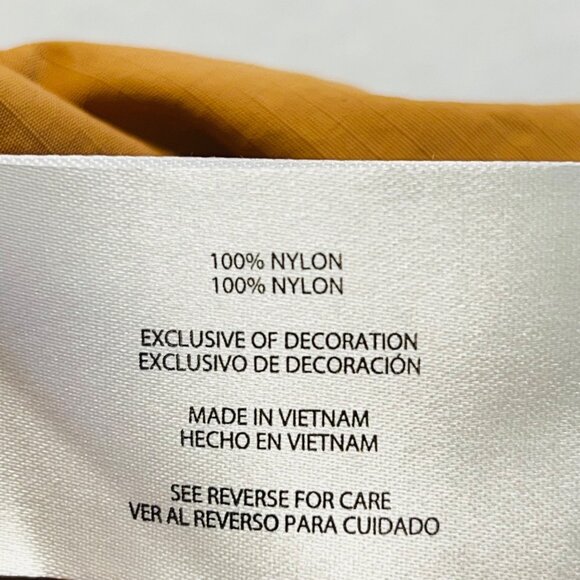 100% NYLON
100% NYLON
EXCLUSIVE OF DECORATION
EXCLUSIVO DE DECORACIÓN
MADE IN VIETNAM
HECHO EN VIETNAM
SEE REVERSE FOR CARE
VER AL REVERSO PARA CUIDADO